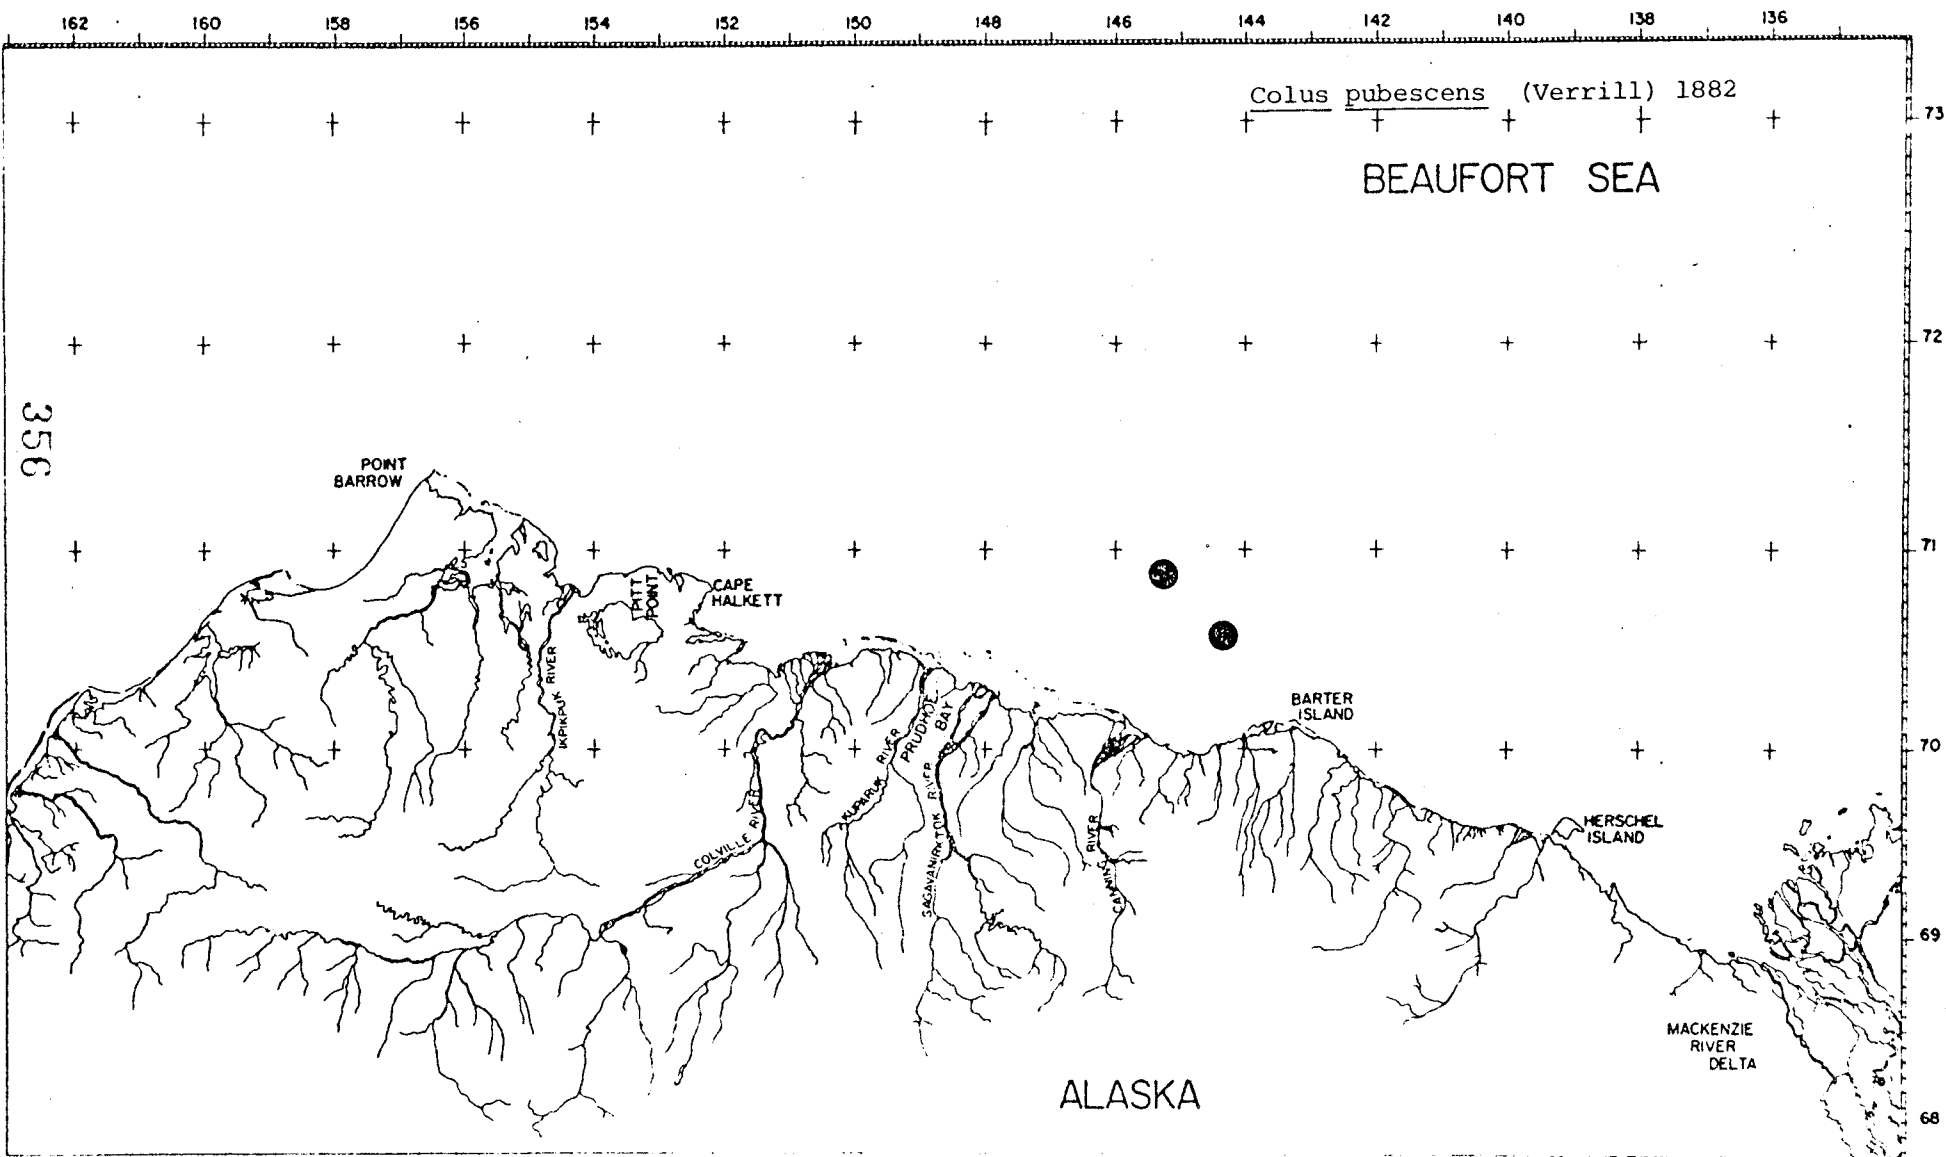 162 160 158 156 154 152 150 148 146 144 142 140 138 136
Colus pubescens (Verrill) 1882
73
BEAUFORT SEA
72
356
POINT
BARROW
71
PITT
POINT
CAPE
HALKETT
IKPIKPUK RIVER
BARTER
ISLAND
PRUDHOE
BAY
70
KUPARUK RIVER
SAGAVANIRKTOK RIVER
COLVILLE RIVER
CANNING RIVER
HERSCHEL
ISLAND
69
MACKENZIE
RIVER
DELTA
ALASKA
68